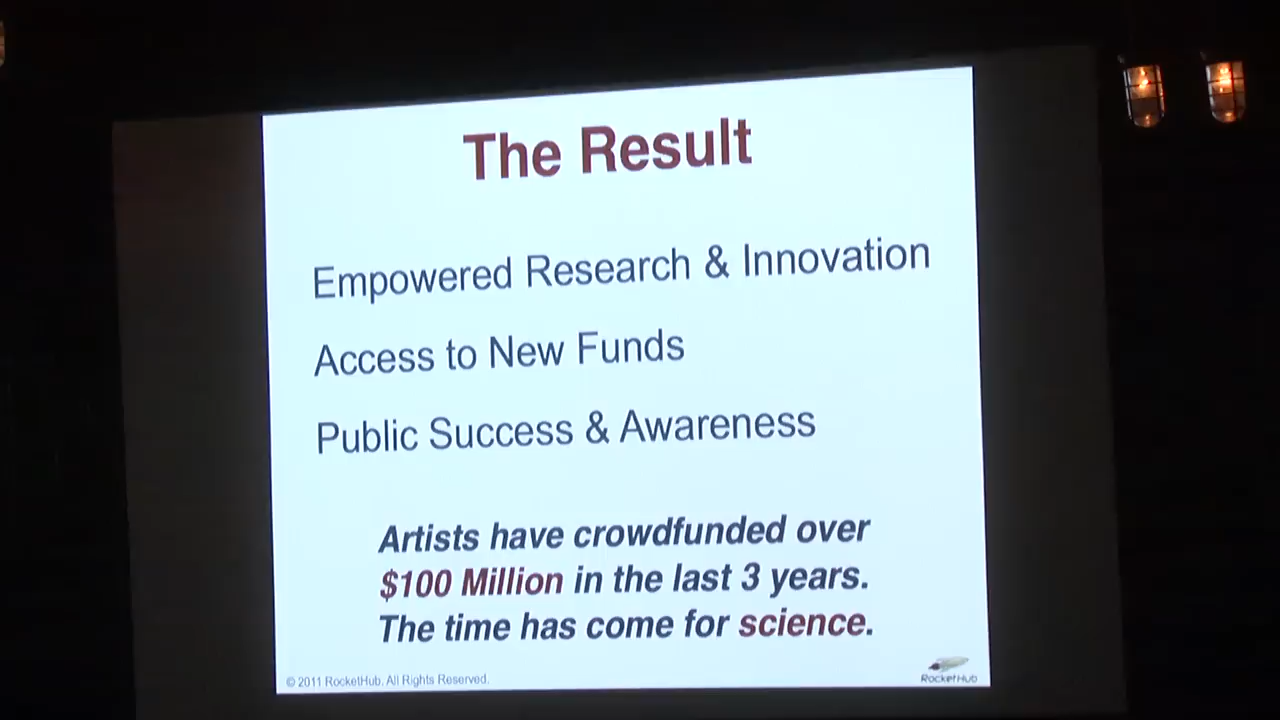 The Result
Empowered Research & Innovation
Access to New Funds
Public Success & Awareness
Artists have crowdfunded over
$100 Million in the last 3 years.
The time has come for science.
© 2011 RocketHub. All Rights Reserved.
RocketHub